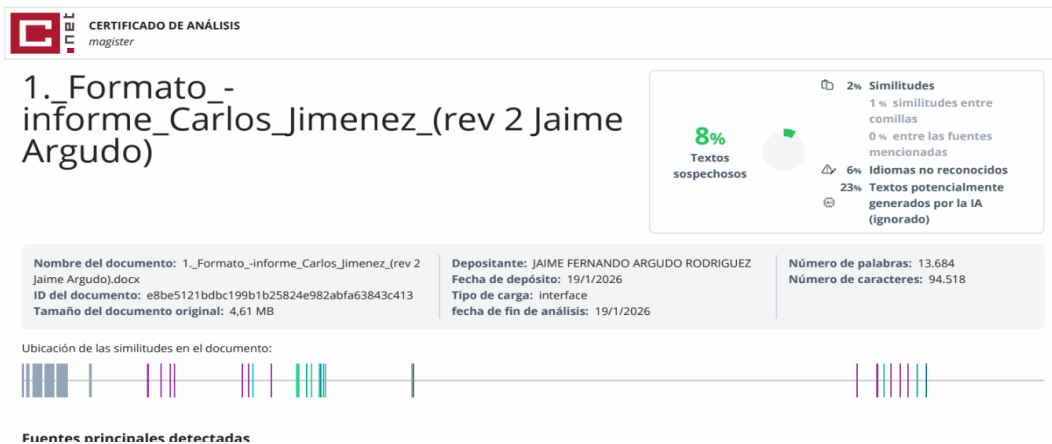 C.net
CERTIFICADO DE ANÁLISIS
magister
1._Formato_-
informe_Carlos_Jimenez_(rev 2 Jaime
Argudo)
8%
Textos
sospechosos
2% Similitudes
1 % similitudes entre
comillas
0 % entre las fuentes
mencionadas
6% Idiomas no reconocidos
23% Textos potencialmente
generados por la IA
(ignorado)
Nombre del documento: 1._Formato_-informe_Carlos_Jimenez_(rev 2
Jaime Argudo).docx
ID del documento: e8be5121bdbc199b1b25824e982abfa63843c413
Tamaño del documento original: 4,61 MB
Depositante: JAIME FERNANDO ARGUDO RODRIGUEZ
Fecha de depósito: 19/1/2026
Tipo de carga: interface
fecha de fin de análisis: 19/1/2026
Número de palabras: 13.684
Número de caracteres: 94.518
Ubicación de las similitudes en el documento:
Fuentes principales detectadas